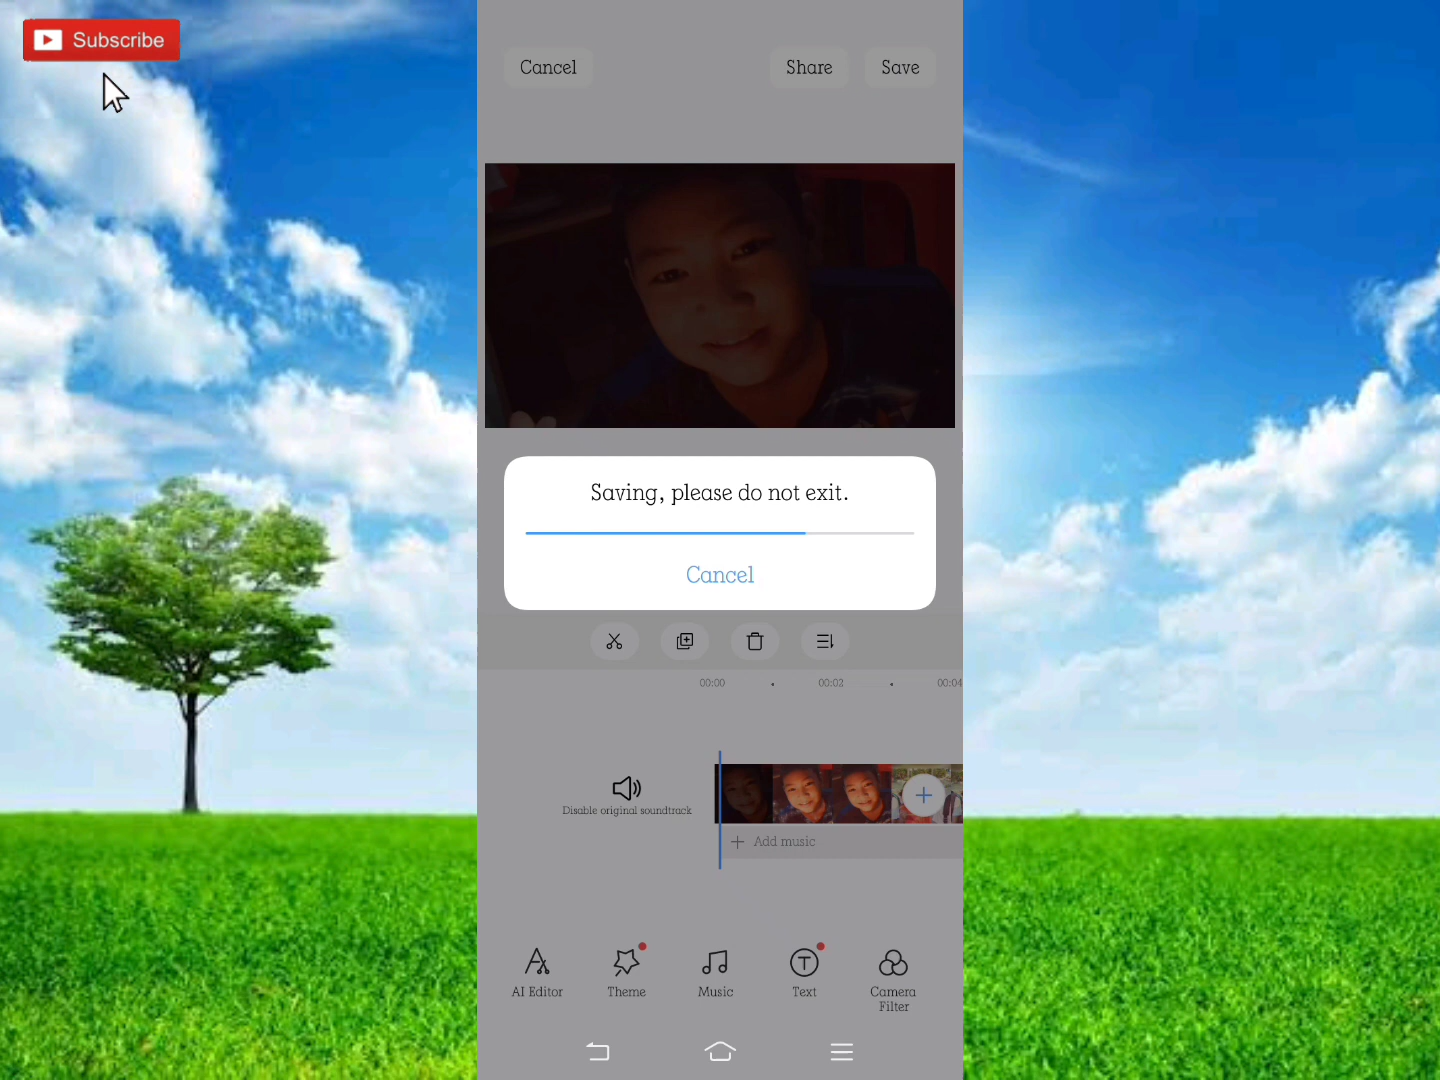 Subscribe
Cancel
Share
Save
Saving, please do not exit.
Cancel
00:00
00:02
00:04
Disable original soundtrack
Add music
AI Editor
Theme
Music
Text
Camera
Filter